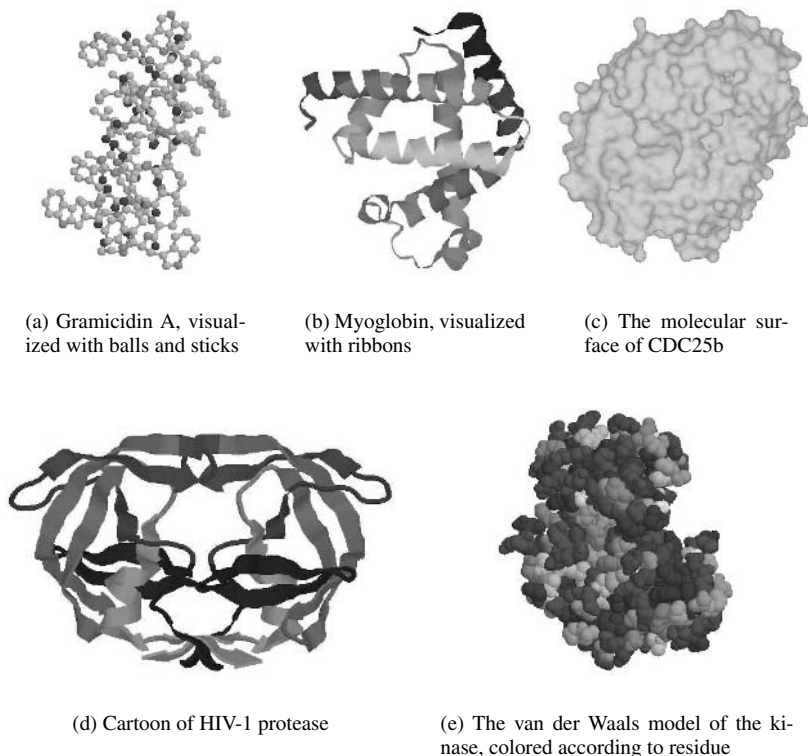 (a) Gramicidin A, visual-
ized with balls and sticks
(b) Myoglobin, visualized
with ribbons
(c) The molecular sur-
face of CDC25b
(d) Cartoon of HIV-1 protease
(e) The van der Waals model of the ki-
nase, colored according to residue